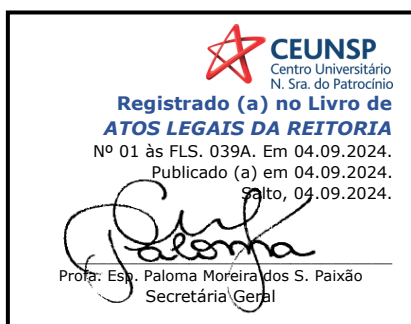 CEUNSP
Centro Universitário
N. Sra. do Patrocínio
Registrado (a) no Livro de
ATOS LEGAIS DA REITORIA
Nº 01 às FLS. 039A. Em 04.09.2024.
Publicado (a) em 04.09.2024.
Salto, 04.09.2024.
Paloma
Profa. Esp. Paloma Moreira dos S. Paixão
Secretária Geral